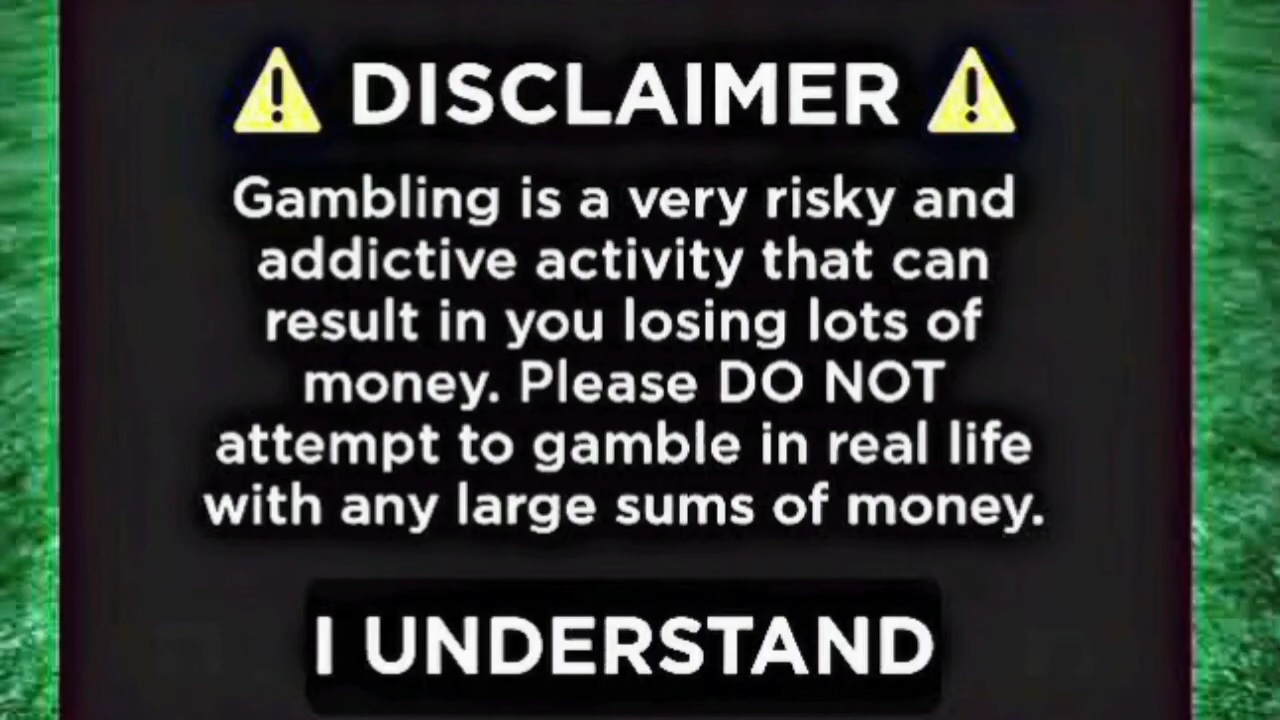 ⚠ DISCLAIMER ⚠
Gambling is a very risky and
addictive activity that can
result in you losing lots of
money. Please DO NOT
attempt to gamble in real life
with any large sums of money.
I UNDERSTAND